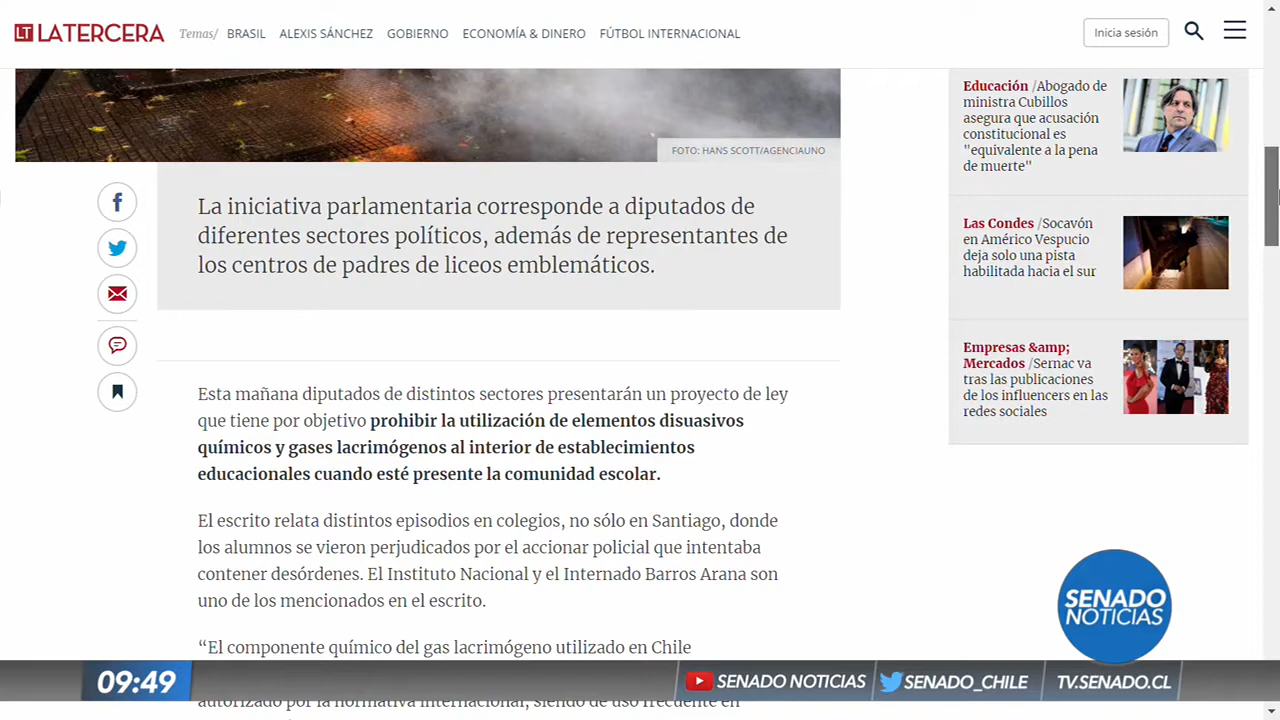 LT LATERCERA
Temas/ BRASIL ALEXIS SÁNCHEZ GOBIERNO ECONOMÍA & DINERO FÚTBOL INTERNACIONAL
Inicia sesión
FOTO: HANS SCOTT/AGENCIAUNO
La iniciativa parlamentaria corresponde a diputados de
diferentes sectores políticos, además de representantes de
los centros de padres de liceos emblemáticos.
Esta mañana diputados de distintos sectores presentarán un proyecto de ley
que tiene por objetivo prohibir la utilización de elementos disuasivos
químicos y gases lacrimógenos al interior de establecimientos
educacionales cuando esté presente la comunidad escolar.
El escrito relata distintos episodios en colegios, no sólo en Santiago, donde
los alumnos se vieron perjudicados por el accionar policial que intentaba
contener desórdenes. El Instituto Nacional y el Internado Barros Arana son
uno de los mencionados en el escrito.
“El componente químico del gas lacrimógeno utilizado en Chile
autorizado por la normativa internacional, siendo de uso frecuente en
Educación /Abogado de
ministra Cubillos
asegura que acusación
constitucional es
"equivalente a la pena
de muerte"
Las Condes /Socavón
en Américo Vespucio
deja solo una pista
habilitada hacia el sur
Empresas &amp;
Mercados /Sernac va
tras las publicaciones
de los influencers en las
redes sociales
SENADO
NOTICIAS
09:49
SENADO NOTICIAS
SENADO_CHILE
TV.SENADO.CL